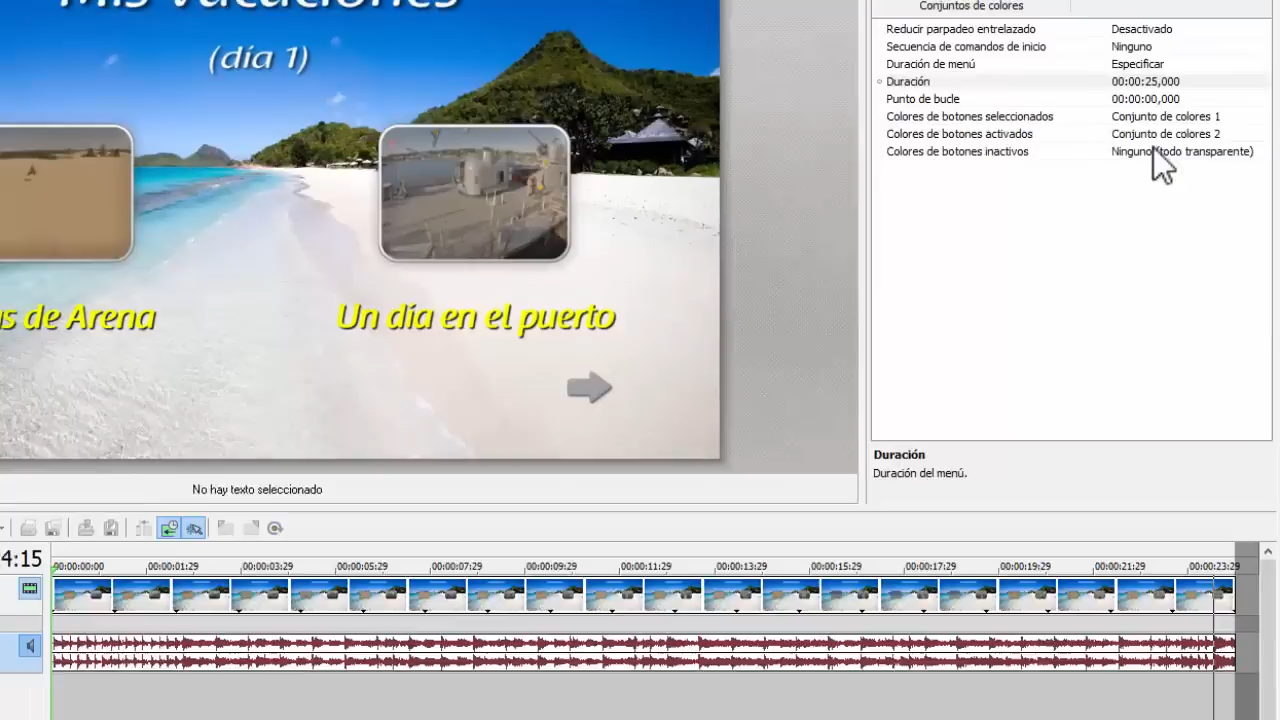 Mis vacaciones
(día 1)
as de Arena
Un día en el puerto
No hay texto seleccionado
Conjuntos de colores
Reducir parpadeo entrelazado Desactivado
Secuencia de comandos de inicio Ninguno
Duración de menú Especificar
Duración 00:00:25,000
Punto de bucle 00:00:00,000
Colores de botones seleccionados Conjunto de colores 1
Colores de botones activados Conjunto de colores 2
Colores de botones inactivos Ninguno (todo transparente)
Duración
Duración del menú.
4:15
00:00:00:00 00:00:01:29 00:00:03:29 00:00:05:29 00:00:07:29 00:00:09:29 00:00:11:29 00:00:13:29 00:00:15:29 00:00:17:29 00:00:19:29 00:00:21:29 00:00:23:29